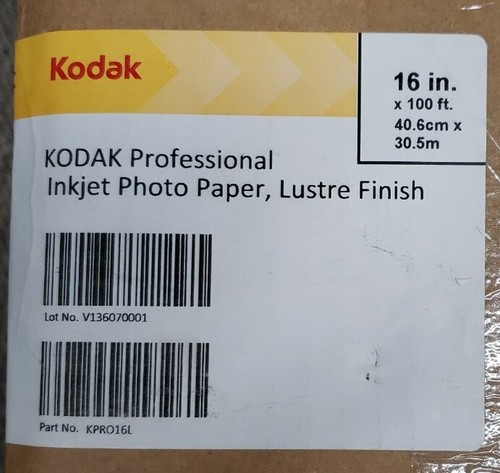 Kodak
16 in.
x 100 ft.
40.6cm x
30.5m
KODAK Professional
Inkjet Photo Paper, Lustre Finish
Lot No. V136070001
Part No. KPRO16L